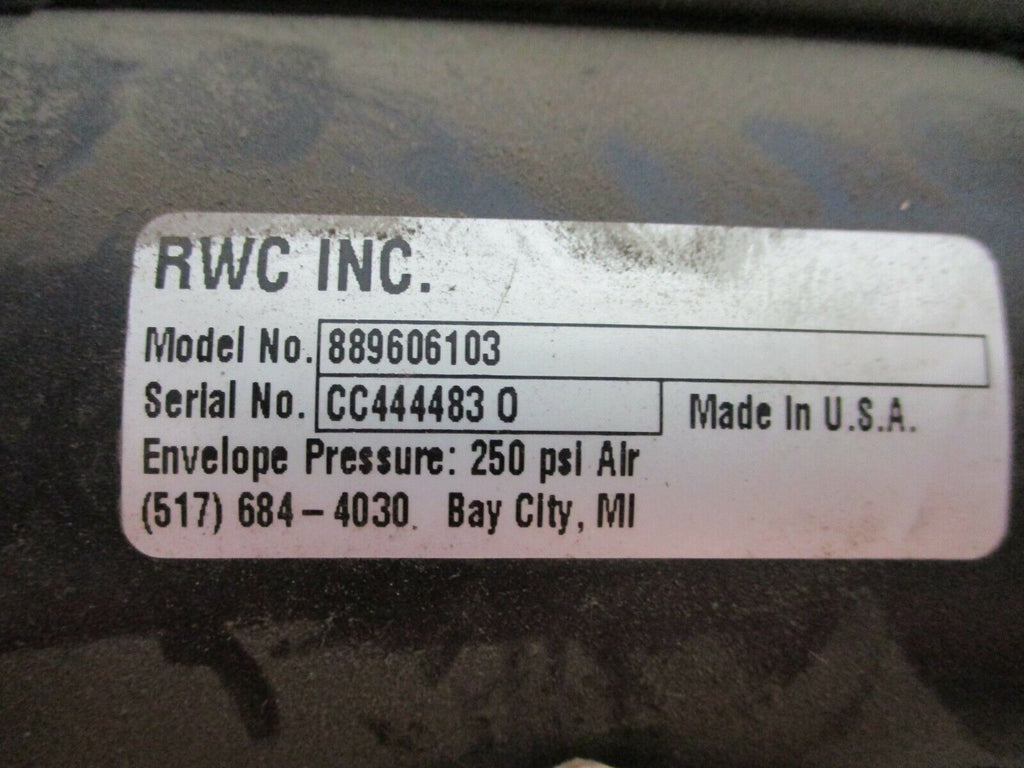 RWC INC.
Model No. 889606103
Serial No. CC444483 0 Made In U.S.A.
Envelope Pressure: 250 psi Air
(517) 684-4030. Bay City, MI